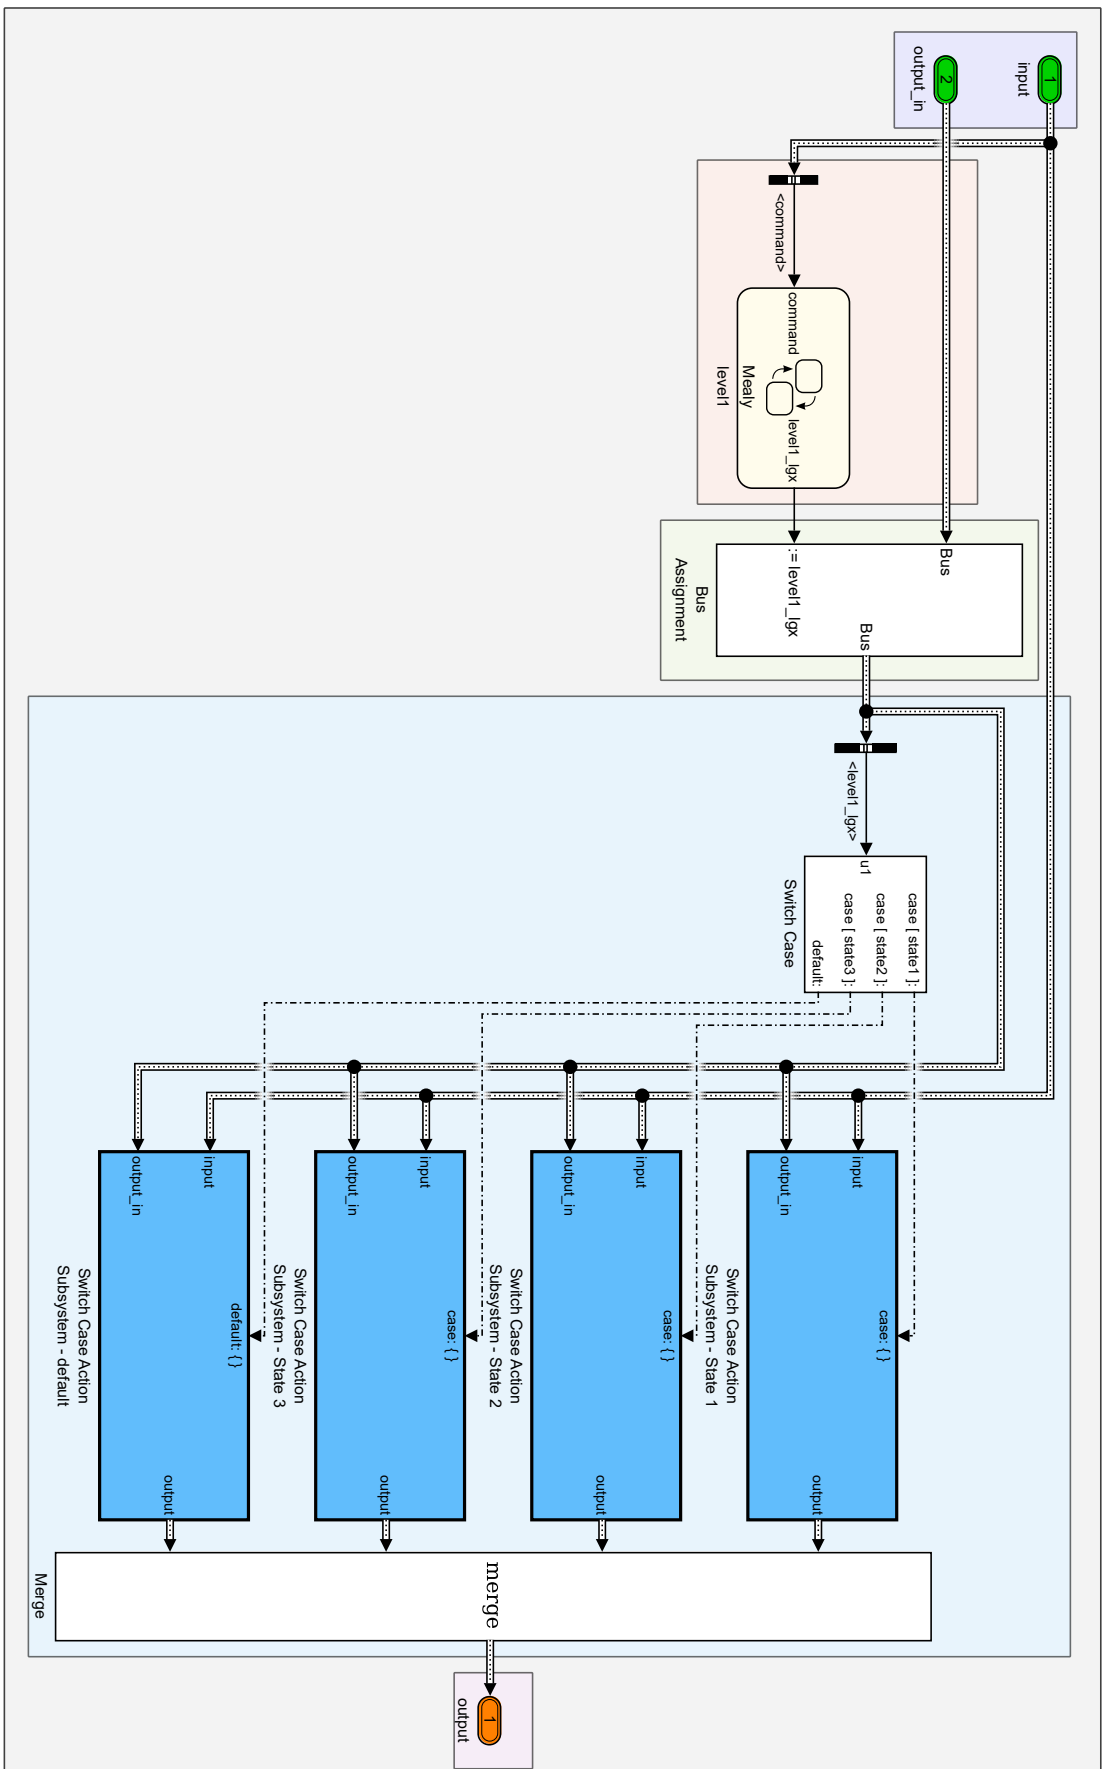 1
input
2
output_in
<command>
command
level1_lgx
Mealy
level1
Bus
:= level1_lgx
Bus
Bus
Assignment
<level1_lgx>
u1
case [ state1 ]:
case [ state2 ]:
case [ state3 ]:
default:
Switch Case
input
output_in
case: { }
output
Switch Case Action
Subsystem - State 1
input
output_in
case: { }
output
Switch Case Action
Subsystem - State 2
input
output_in
case: { }
output
Switch Case Action
Subsystem - State 3
input
output_in
default: { }
output
Switch Case Action
Subsystem - default
merge
Merge
1
output